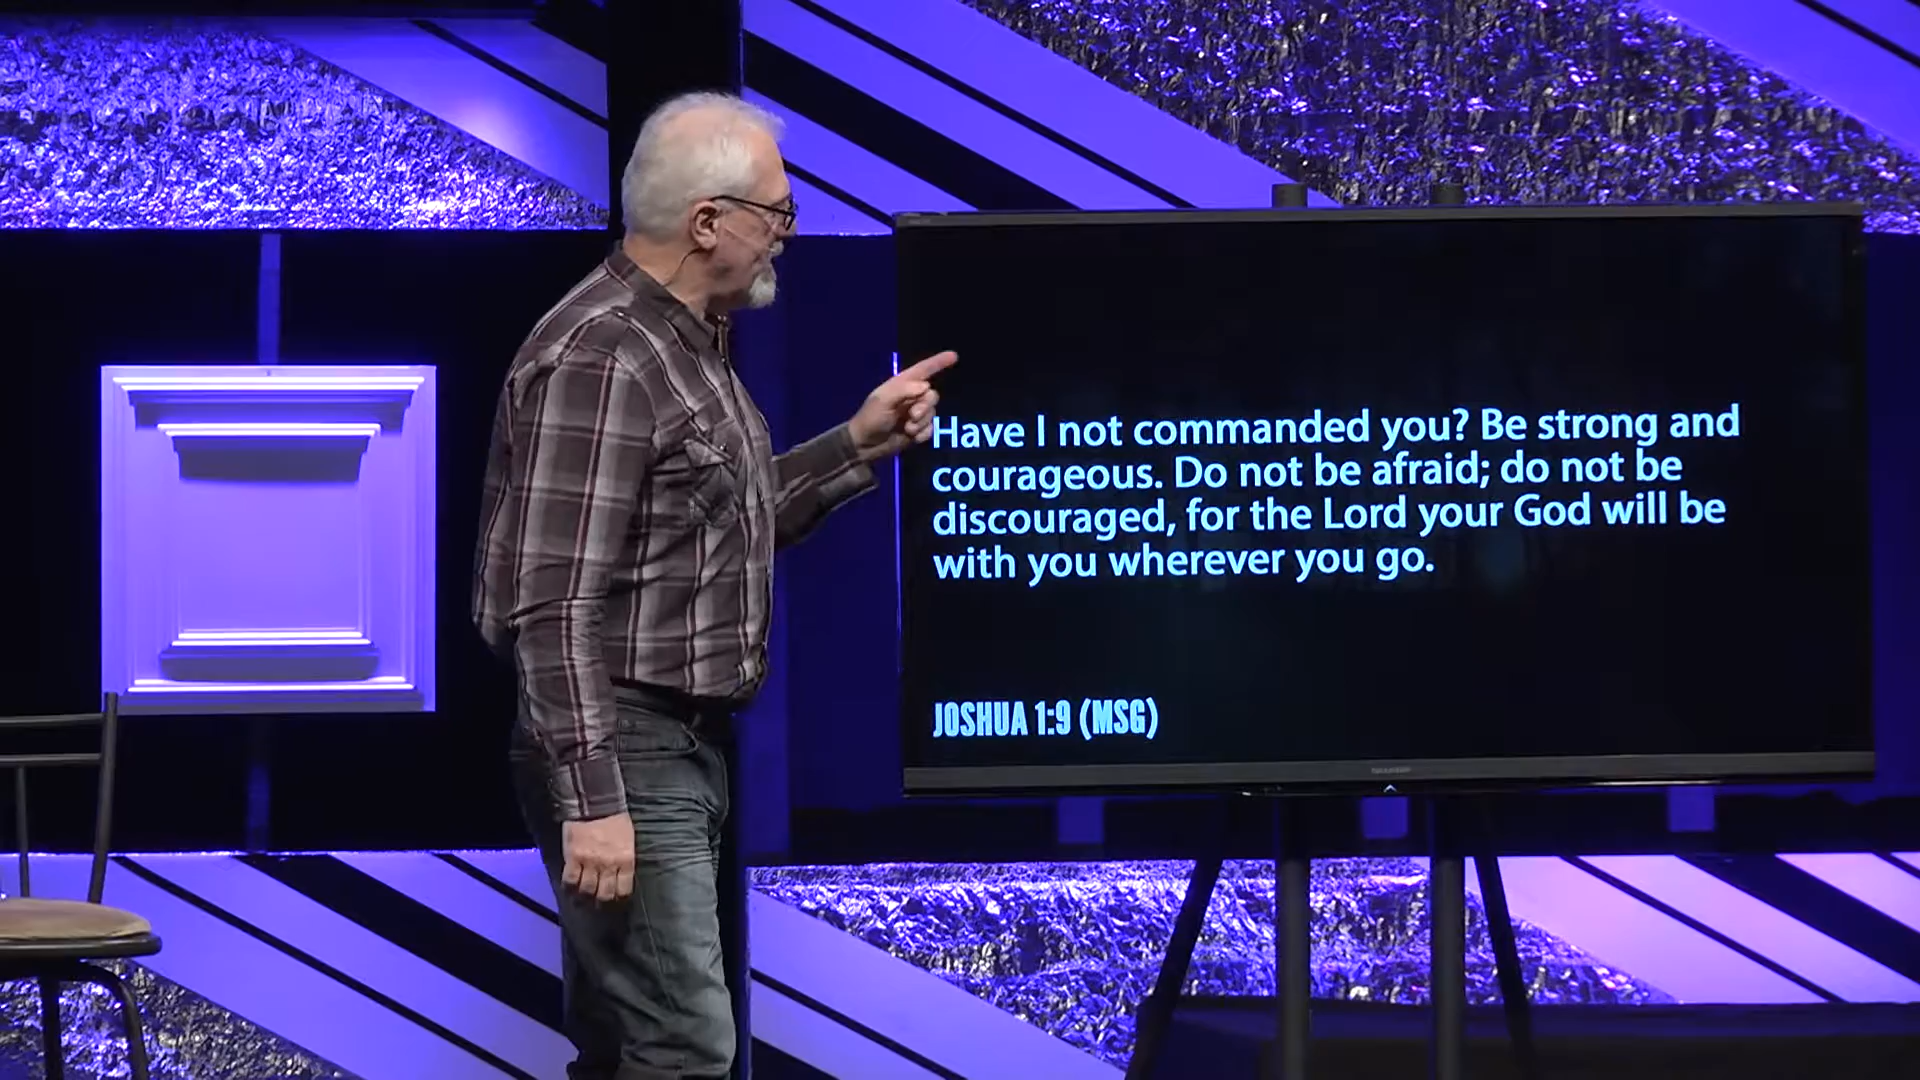 Have I not commanded you? Be strong and
courageous. Do not be afraid; do not be
discouraged, for the Lord your God will be
with you wherever you go.
JOSHUA 1:9 (MSG)